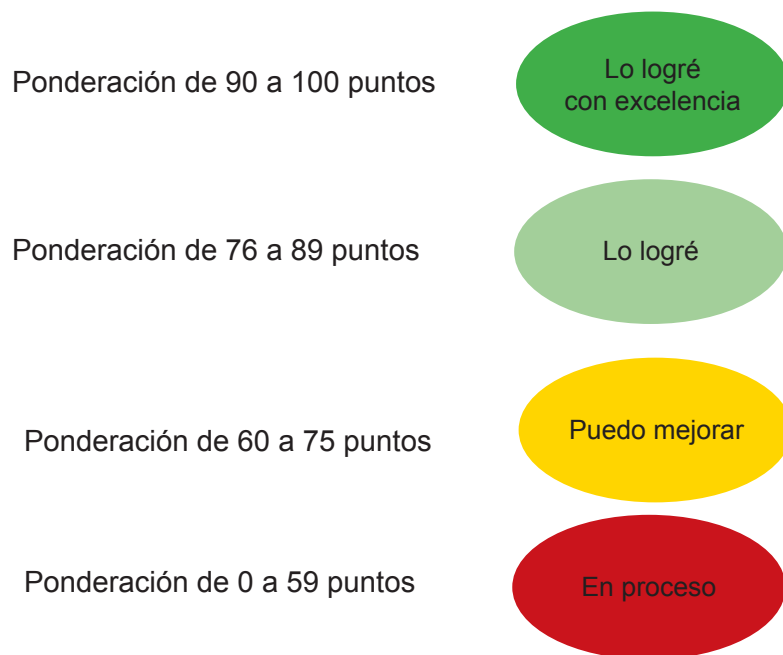 Ponderación de 90 a 100 puntos
Lo logré
con excelencia
Ponderación de 76 a 89 puntos
Lo logré
Ponderación de 60 a 75 puntos
Puedo mejorar
Ponderación de 0 a 59 puntos
En proceso